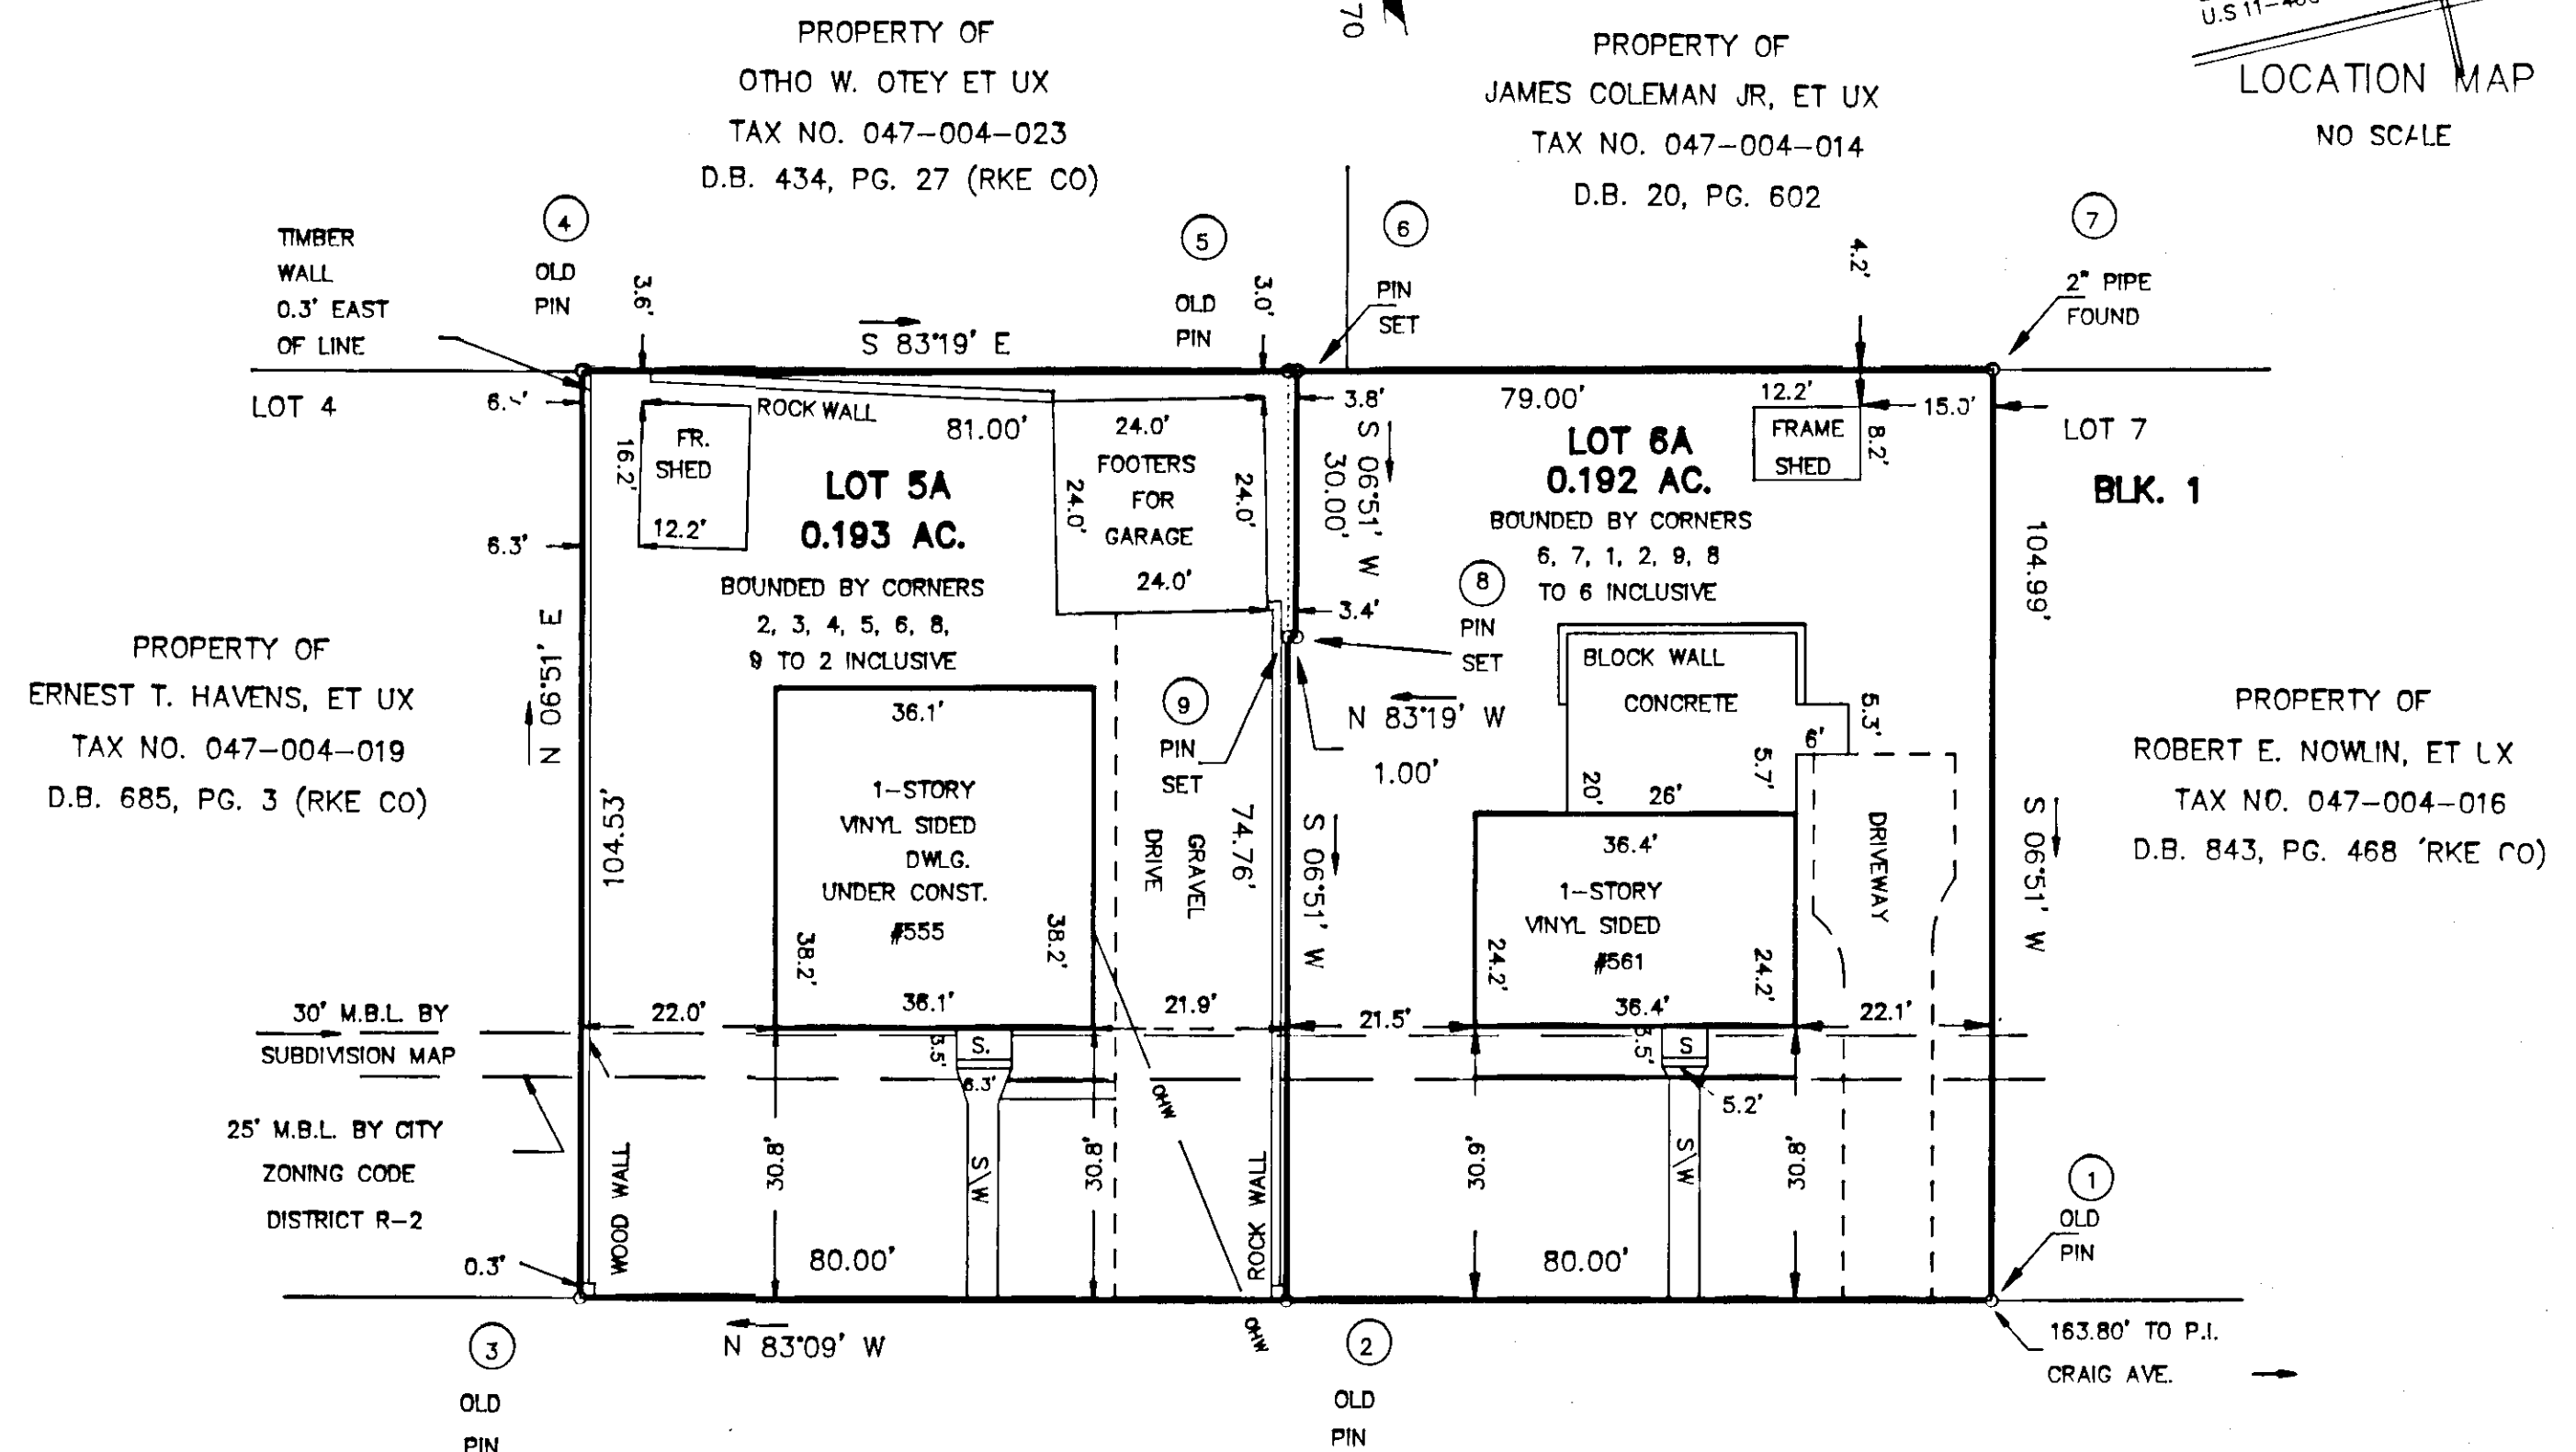 PROPERTY OF
OTHO W. OTEY ET UX
TAX NO. 047-004-023
D.B. 434, PG. 27 (RKE CO)
70
PROPERTY OF
JAMES COLEMAN JR, ET UX
TAX NO. 047-004-014
D.B. 20, PG. 602
U.S 11-
LOCATION MAP
NO SCALE
TIMBER
WALL
0.3' EAST
OF LINE
4
OLD
PIN
3.6'
S 83°19' E
5
OLD
PIN
3.0'
6
PIN
SET
4.2'
7
2" PIPE
FOUND
LOT 4
6.3'
16.2'
FR.
SHED
12.2'
ROCK WALL
81.00'
LOT 5A
0.193 AC.
BOUNDED BY CORNERS
2, 3, 4, 5, 6, 8,
9 TO 2 INCLUSIVE
24.0'
FOOTERS
FOR
GARAGE
24.0'
24.0'
24.0'
3.8'
S 06°51' W
30.00'
3.4'
79.00'
LOT 6A
0.192 AC.
BOUNDED BY CORNERS
6, 7, 1, 2, 9, 8
TO 6 INCLUSIVE
12.2'
FRAME
SHED
8.2'
15.0'
LOT 7
BLK. 1
104.99'
8
PIN
SET
N 83°19' W
1.00'
9
PIN
SET
PROPERTY OF
ERNEST T. HAVENS, ET UX
TAX NO. 047-004-019
D.B. 685, PG. 3 (RKE CO)
N 06°51' E
104.53'
36.1'
1-STORY
VINYL SIDED
DWLG.
UNDER CONST.
#555
38.2'
38.2'
36.1'
GRAVEL
DRIVE
74.76'
S 06°51' W
BLOCK WALL
CONCRETE
5.3'
6'
5.7'
20'
26'
36.4'
1-STORY
VINYL SIDED
#561
24.2'
24.2'
36.4'
DRIVEWAY
S 06°51' W
PROPERTY OF
ROBERT E. NOWLIN, ET UX
TAX NO. 047-004-016
D.B. 843, PG. 468 (RKE CO)
30' M.B.L. BY
SUBDIVISION MAP
22.0'
21.9'
21.5'
22.1'
3.5'
S.
6.3'
3.5'
S
5.2'
25' M.B.L. BY CITY
ZONING CODE
DISTRICT R-2
0.3'
WOOD WALL
30.8'
S\W
30.8'
OHW
ROCK WALL
30.9'
S\W
30.8'
80.00'
80.00'
1
OLD
PIN
163.80' TO P.I.
CRAIG AVE.
3
OLD
PIN
N 83°09' W
OHW
2
OLD
PIN